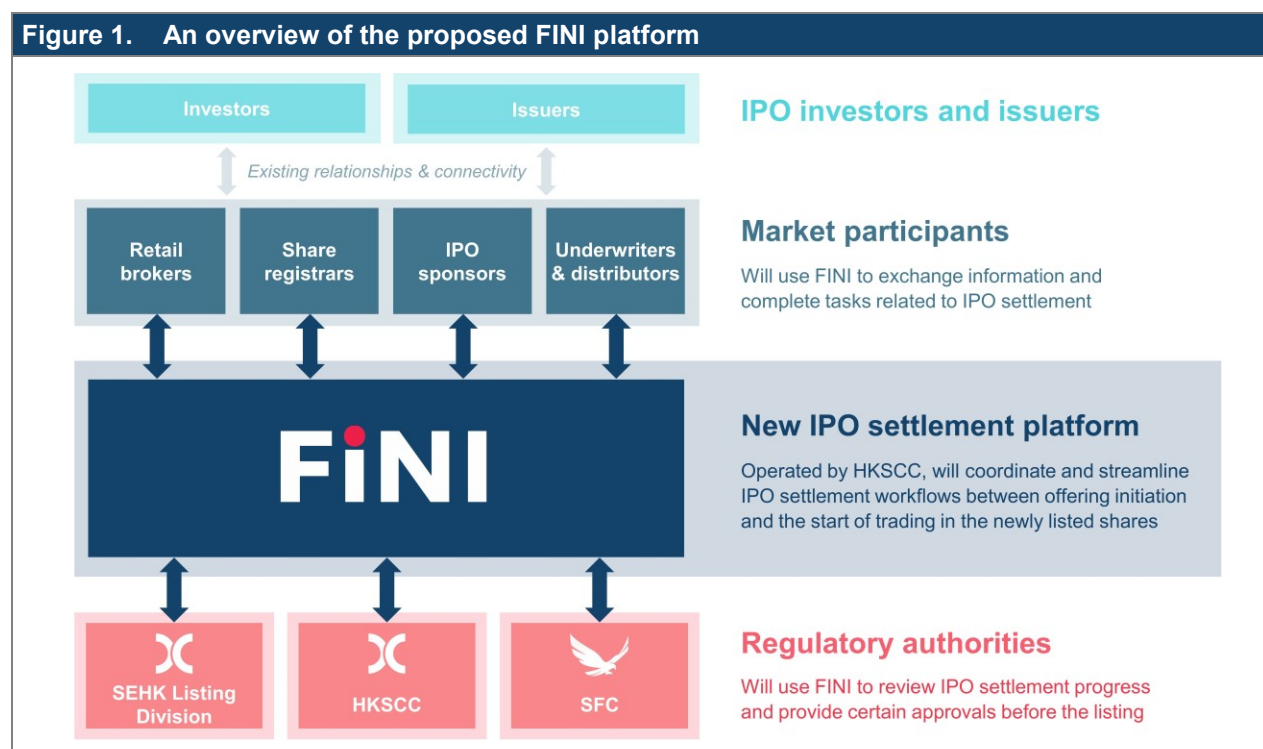 Figure 1. An overview of the proposed FINI platform
Investors
Issuers
IPO investors and issuers
Existing relationships & connectivity
Retail
brokers
Share
registrars
IPO
sponsors
Underwriters
& distributors
Market participants
Will use FINI to exchange information and
complete tasks related to IPO settlement
FiNI
New IPO settlement platform
Operated by HKSCC, will coordinate and streamline
IPO settlement workflows between offering initiation
and the start of trading in the newly listed shares
SEHK Listing
Division
HKSCC
SFC
Regulatory authorities
Will use FINI to review IPO settlement progress
and provide certain approvals before the listing